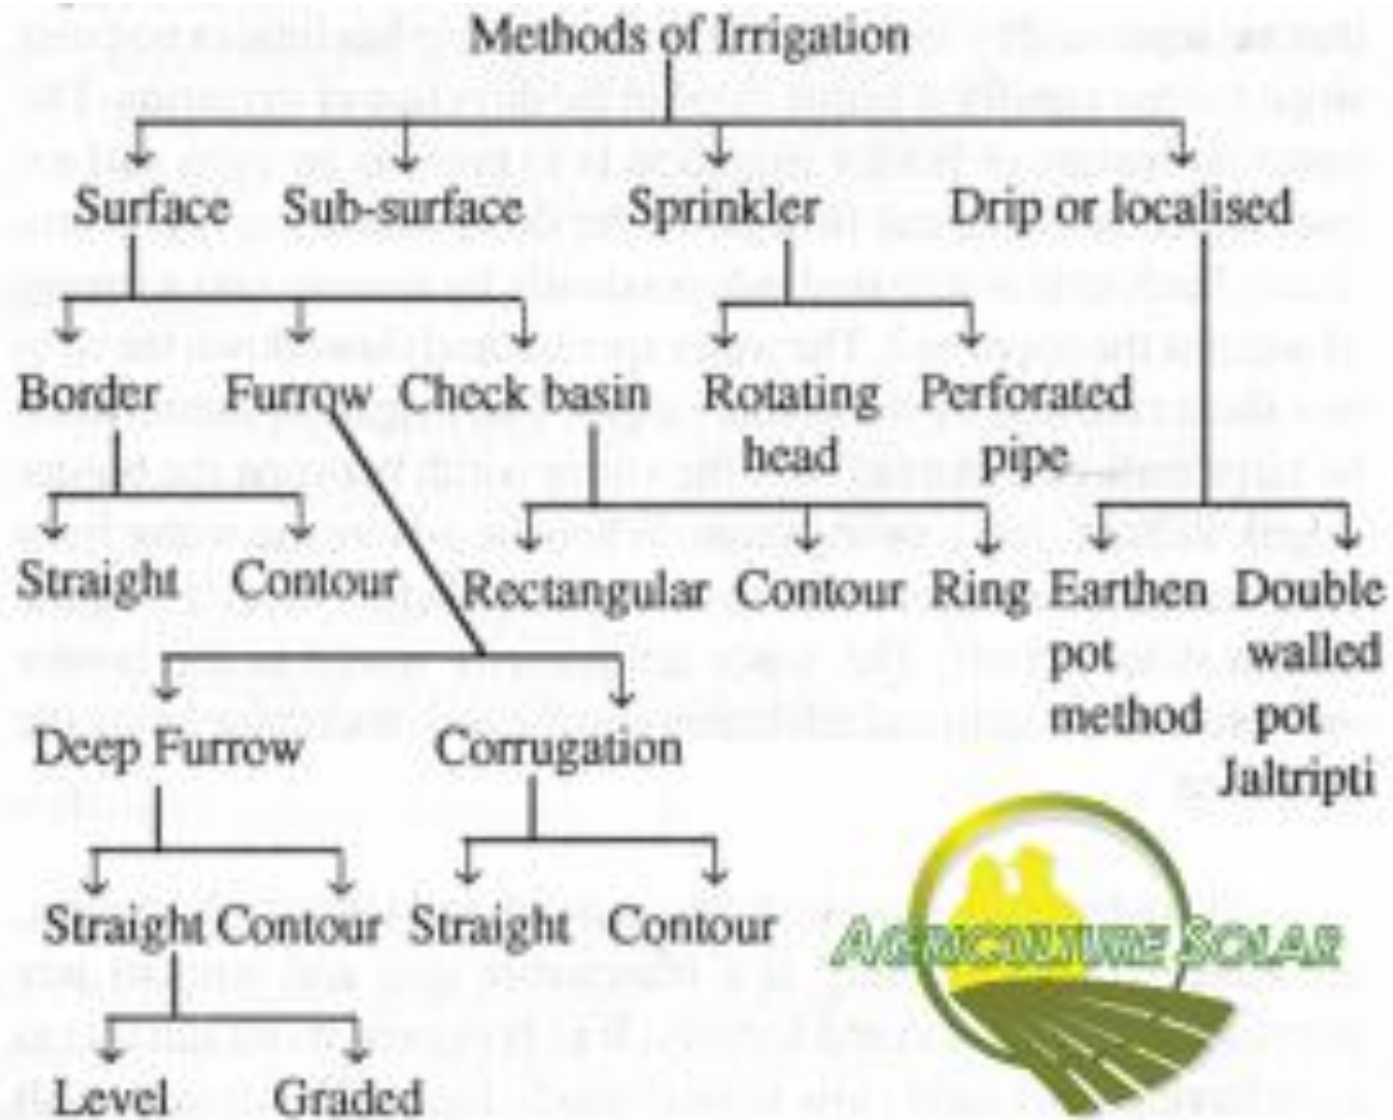 Methods of Irrigation
Surface Sub-surface Sprinkler Drip or localised
Border Furrow Check basin Rotating head Perforated pipe
Straight Contour Rectangular Contour Ring Earthen pot method Double walled pot Jaltripti
Deep Furrow Corrugation
Straight Contour Straight Contour
AGRICULTURE SOLAR
Level Graded